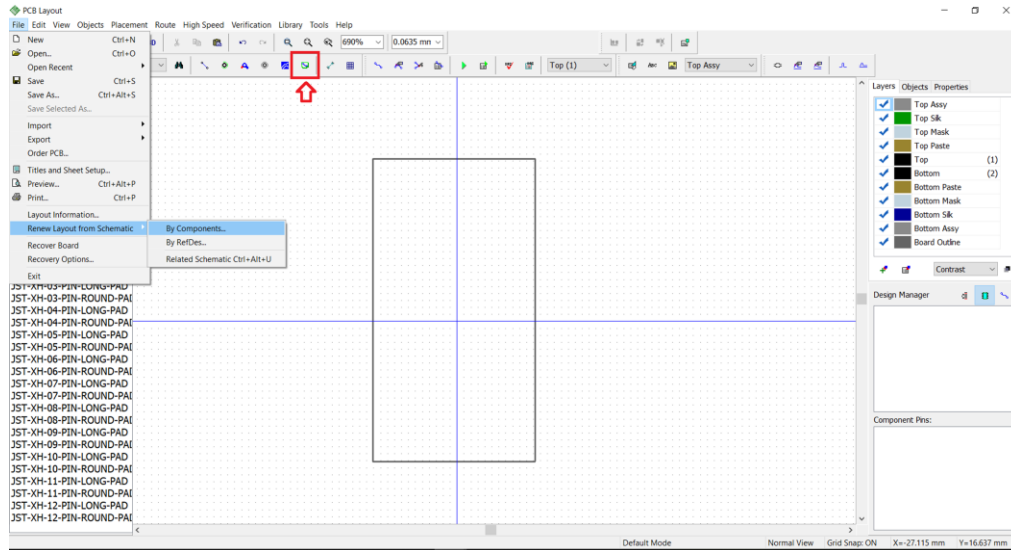 PCB Layout
File Edit View Objects Placement Route High Speed Verification Library Tools Help
New Ctrl+N
690%
0.0635 mm
Open... Ctrl+O
Open Recent
Top (1)
Top Assy
Save Ctrl+S
Save As... Ctrl+Alt+S
Save Selected As...
Import
Export
Order PCB...
Titles and Sheet Setup...
Preview... Ctrl+Alt+P
Print... Ctrl+P
Layout Information...
Renew Layout from Schematic
Recover Board
Recovery Options...
Exit
By Components...
By RefDes...
Related Schematic Ctrl+Alt+U
JST-XH-03-PIN-LONG-PAD
JST-XH-03-PIN-ROUND-PAD
JST-XH-04-PIN-LONG-PAD
JST-XH-04-PIN-ROUND-PAD
JST-XH-05-PIN-LONG-PAD
JST-XH-05-PIN-ROUND-PAD
JST-XH-06-PIN-LONG-PAD
JST-XH-06-PIN-ROUND-PAD
JST-XH-07-PIN-LONG-PAD
JST-XH-07-PIN-ROUND-PAD
JST-XH-08-PIN-LONG-PAD
JST-XH-08-PIN-ROUND-PAD
JST-XH-09-PIN-LONG-PAD
JST-XH-09-PIN-ROUND-PAD
JST-XH-10-PIN-LONG-PAD
JST-XH-10-PIN-ROUND-PAD
JST-XH-11-PIN-LONG-PAD
JST-XH-11-PIN-ROUND-PAD
JST-XH-12-PIN-LONG-PAD
JST-XH-12-PIN-ROUND-PAD
Layers Objects Properties
Top Assy
Top Silk
Top Mask
Top Paste
Top (1)
Bottom (2)
Bottom Paste
Bottom Mask
Bottom Silk
Bottom Assy
Board Outline
Contrast
Design Manager
Component Pins:
Default Mode Normal View Grid Snap: ON X=-27.115 mm Y=16.637 mm